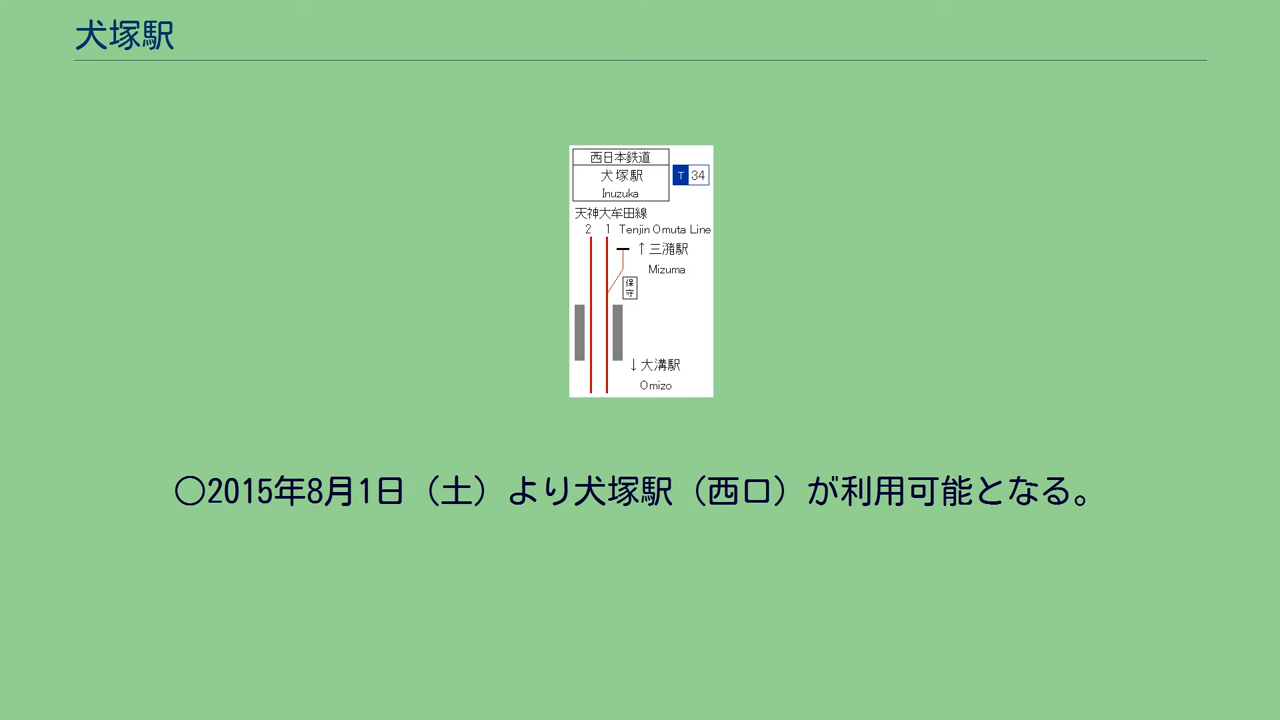 犬塚駅
西日本鉄道
犬塚駅
Inuzuka
T 34
天神大牟田線
2 1 Tenjin Omuta Line
↑三潴駅
Mizuma
保守
↓大溝駅
Omizo
○2015年8月1日（土）より犬塚駅（西口）が利用可能となる。